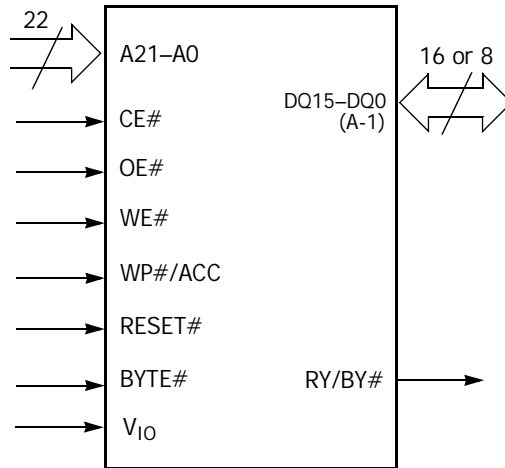 22
A21–A0
16 or 8
DQ15–DQ0
(A-1)
CE#
OE#
WE#
WP#/ACC
RESET#
BYTE#
RY/BY#
VIO